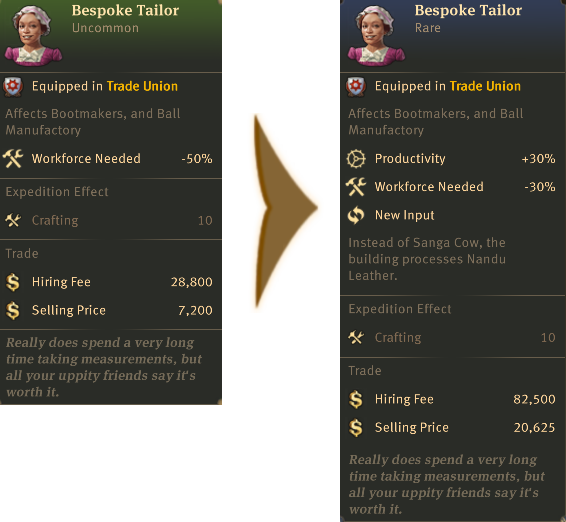 Bespoke Tailor
Uncommon
Equipped in Trade Union
Affects Bootmakers, and Ball
Manufactory
Workforce Needed -50%
Expedition Effect
Crafting 10
Trade
Hiring Fee 28,800
Selling Price 7,200
Really does spend a very long
time taking measurements, but
all your uppity friends say it's
worth it.
Bespoke Tailor
Rare
Equipped in Trade Union
Affects Bootmakers, and Ball
Manufactory
Productivity +30%
Workforce Needed -30%
New Input
Instead of Sanga Cow, the
building processes Nandu
Leather.
Expedition Effect
Crafting 10
Trade
Hiring Fee 82,500
Selling Price 20,625
Really does spend a very long
time taking measurements, but
all your uppity friends say it's
worth it.